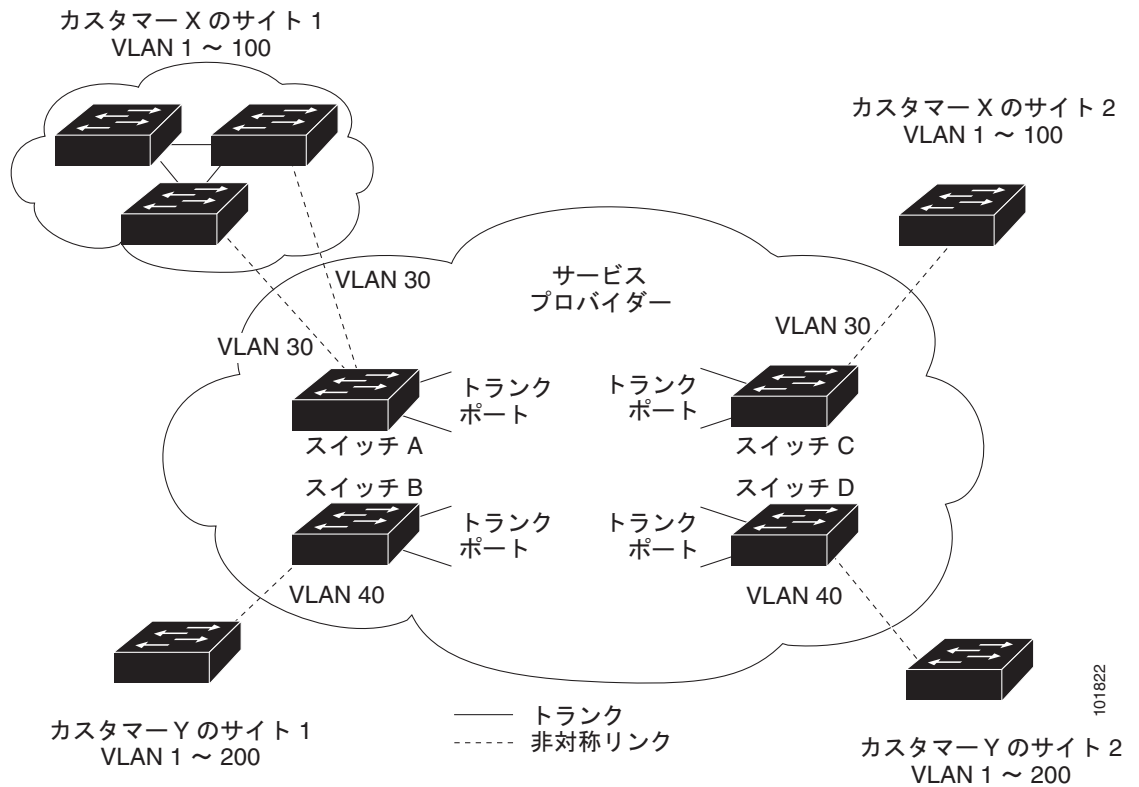 カスタマー X のサイト 1
VLAN 1 ～ 100
カスタマー X のサイト 2
VLAN 1 ～ 100
VLAN 30
サービス
プロバイダー
VLAN 30
VLAN 30
トランク
ポート
トランク
ポート
スイッチ A
スイッチ C
スイッチ B
スイッチ D
トランク
ポート
トランク
ポート
VLAN 40
VLAN 40
カスタマー Y のサイト 1
VLAN 1 ～ 200
トランク
非対称リンク
カスタマー Y のサイト 2
VLAN 1 ～ 200
101822